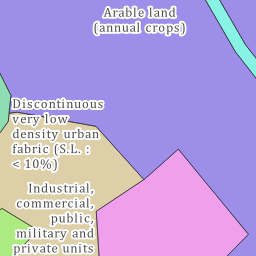 Arable land
(annual crops)
Discontinuous
very low
density urban
fabric (S.L. :
< 10%)
Industrial,
commercial,
public,
military and
private units